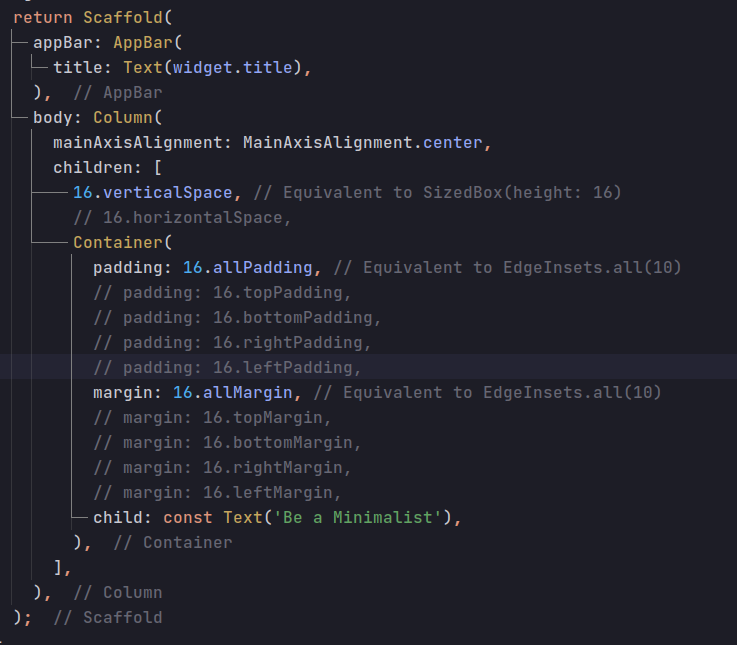 return Scaffold(
appBar: AppBar(
title: Text(widget.title),
), // AppBar
body: Column(
mainAxisAlignment: MainAxisAlignment.center,
children: [
16.verticalSpace, // Equivalent to SizedBox(height: 16)
// 16.horizontalSpace,
Container(
padding: 16.allPadding, // Equivalent to EdgeInsets.all(10)
// padding: 16.topPadding,
// padding: 16.bottomPadding,
// padding: 16.rightPadding,
// padding: 16.leftPadding,
margin: 16.allMargin, // Equivalent to EdgeInsets.all(10)
// margin: 16.topMargin,
// margin: 16.bottomMargin,
// margin: 16.rightMargin,
// margin: 16.leftMargin,
child: const Text('Be a Minimalist'),
), // Container
],
), // Column
); // Scaffold